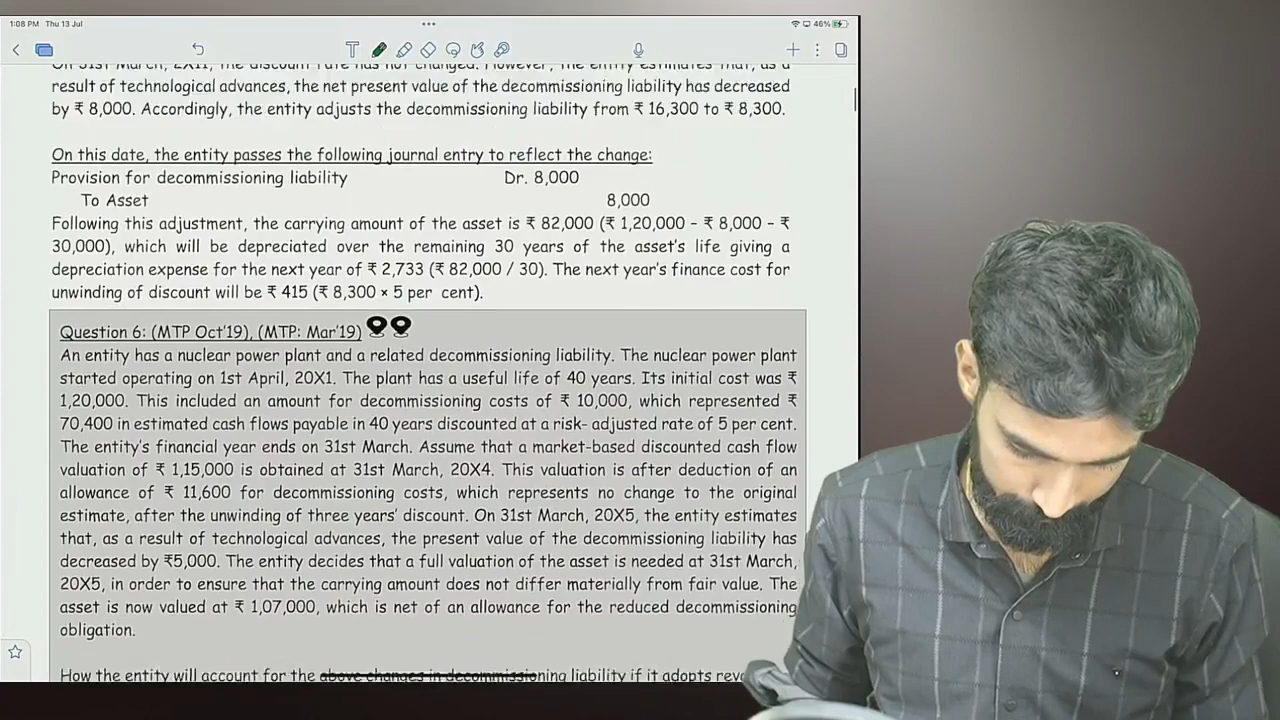 1:08 PM Thu 13 Jul
46%
T
On 31st March, 2X11, the discount rate has not changed. However, the entity estimates that, as a
result of technological advances, the net present value of the decommissioning liability has decreased
by ₹ 8,000. Accordingly, the entity adjusts the decommissioning liability from ₹ 16,300 to ₹ 8,300.
On this date, the entity passes the following journal entry to reflect the change:
Provision for decommissioning liability Dr. 8,000
To Asset 8,000
Following this adjustment, the carrying amount of the asset is ₹ 82,000 (₹ 1,20,000 – ₹ 8,000 – ₹
30,000), which will be depreciated over the remaining 30 years of the asset's life giving a
depreciation expense for the next year of ₹ 2,733 (₹ 82,000 / 30). The next year's finance cost for
unwinding of discount will be ₹ 415 (₹ 8,300 × 5 per cent).
Question 6: (MTP Oct'19), (MTP: Mar'19)
An entity has a nuclear power plant and a related decommissioning liability. The nuclear power plant
started operating on 1st April, 20X1. The plant has a useful life of 40 years. Its initial cost was ₹
1,20,000. This included an amount for decommissioning costs of ₹ 10,000, which represented ₹
70,400 in estimated cash flows payable in 40 years discounted at a risk- adjusted rate of 5 per cent.
The entity's financial year ends on 31st March. Assume that a market-based discounted cash flow
valuation of ₹ 1,15,000 is obtained at 31st March, 20X4. This valuation is after deduction of an
allowance of ₹ 11,600 for decommissioning costs, which represents no change to the original
estimate, after the unwinding of three years' discount. On 31st March, 20X5, the entity estimates
that, as a result of technological advances, the present value of the decommissioning liability has
decreased by ₹5,000. The entity decides that a full valuation of the asset is needed at 31st March,
20X5, in order to ensure that the carrying amount does not differ materially from fair value. The
asset is now valued at ₹ 1,07,000, which is net of an allowance for the reduced decommissioning
obligation.
How the entity will account for the above changes in decommissioning liability if it adopts